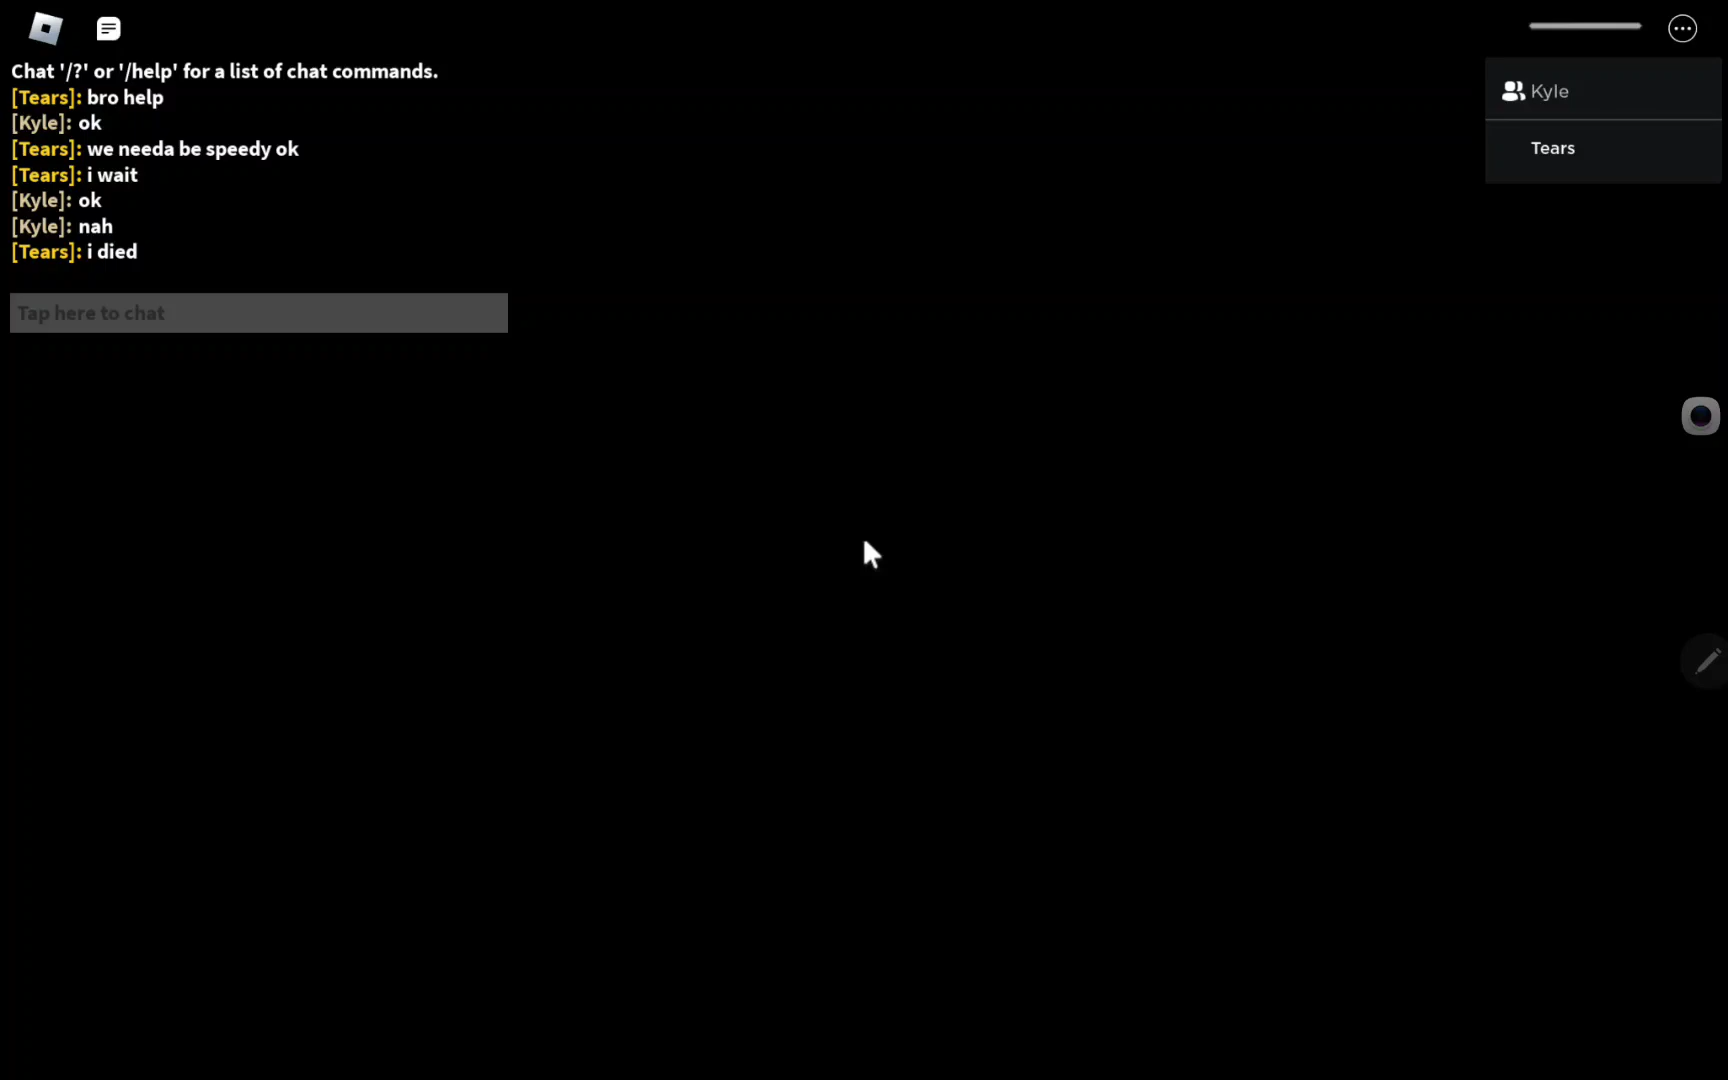 Chat '/?' or '/help' for a list of chat commands.
[Tears]: bro help
[Kyle]: ok
[Tears]: we needa be speedy ok
[Tears]: i wait
[Kyle]: ok
[Kyle]: nah
[Tears]: i died
Tap here to chat
Kyle
Tears